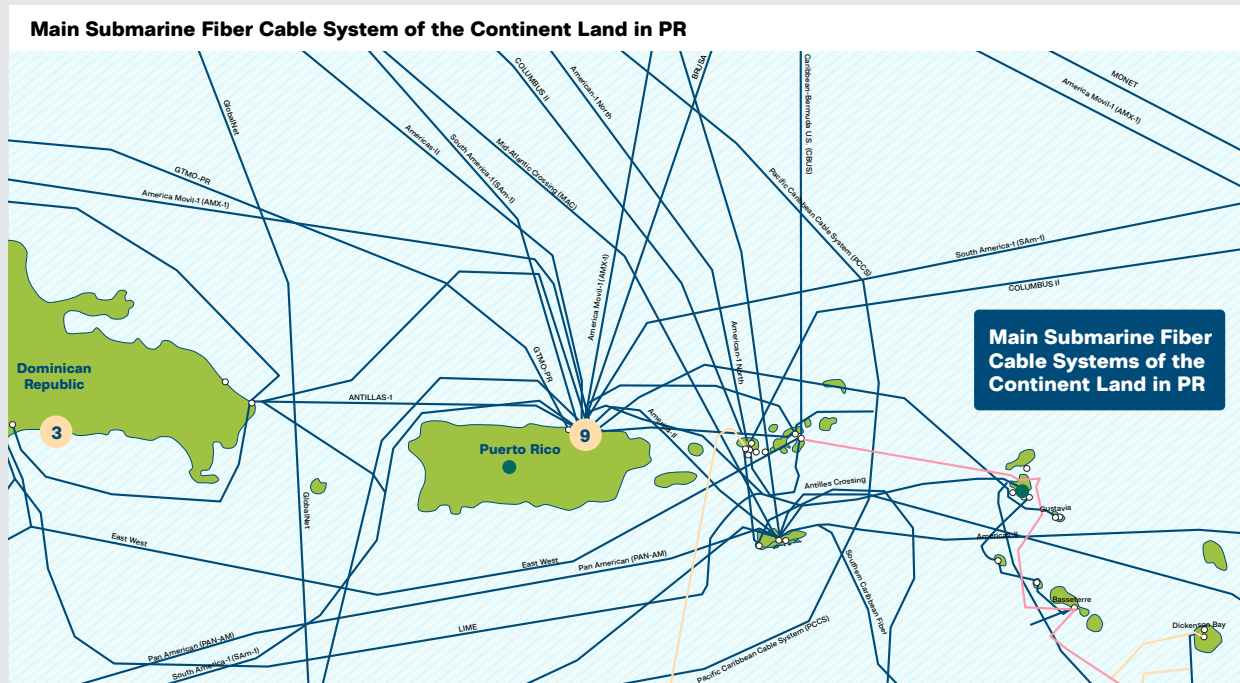 Main Submarine Fiber Cable System of the Continent Land in PR
MONET
BRUSA
COLUMBUS II
American-1 North
Caribbean-Bermuda U.S. (CBUS)
America Movil-1 (AMX-1)
GlobalNet
Americas-II
South America-1 (SAm-1)
Mid-Atlantic Crossing (MAC)
GTMO-PR
America Movil-1 (AMX-1)
Pacific Caribbean Cable System (PCCS)
South America-1 (SAm-1)
COLUMBUS II
America Movil-1 (AMX-1)
American-1 North
GTMO-PR
Main Submarine Fiber
Cable Systems of the
Continent Land in PR
Dominican
Republic
3
ANTILLAS-1
9
Puerto Rico
America-II
Antilles Crossing
GlobalNet
Gustavia
American-II
East West
East West
Pan American (PAN-AM)
Southern Caribbean Fiber
Basseterre
LIME
Dickenson Bay
Pan American (PAN-AM)
South America-1 (SAm-1)
Pacific Caribbean Cable System (PCCS)